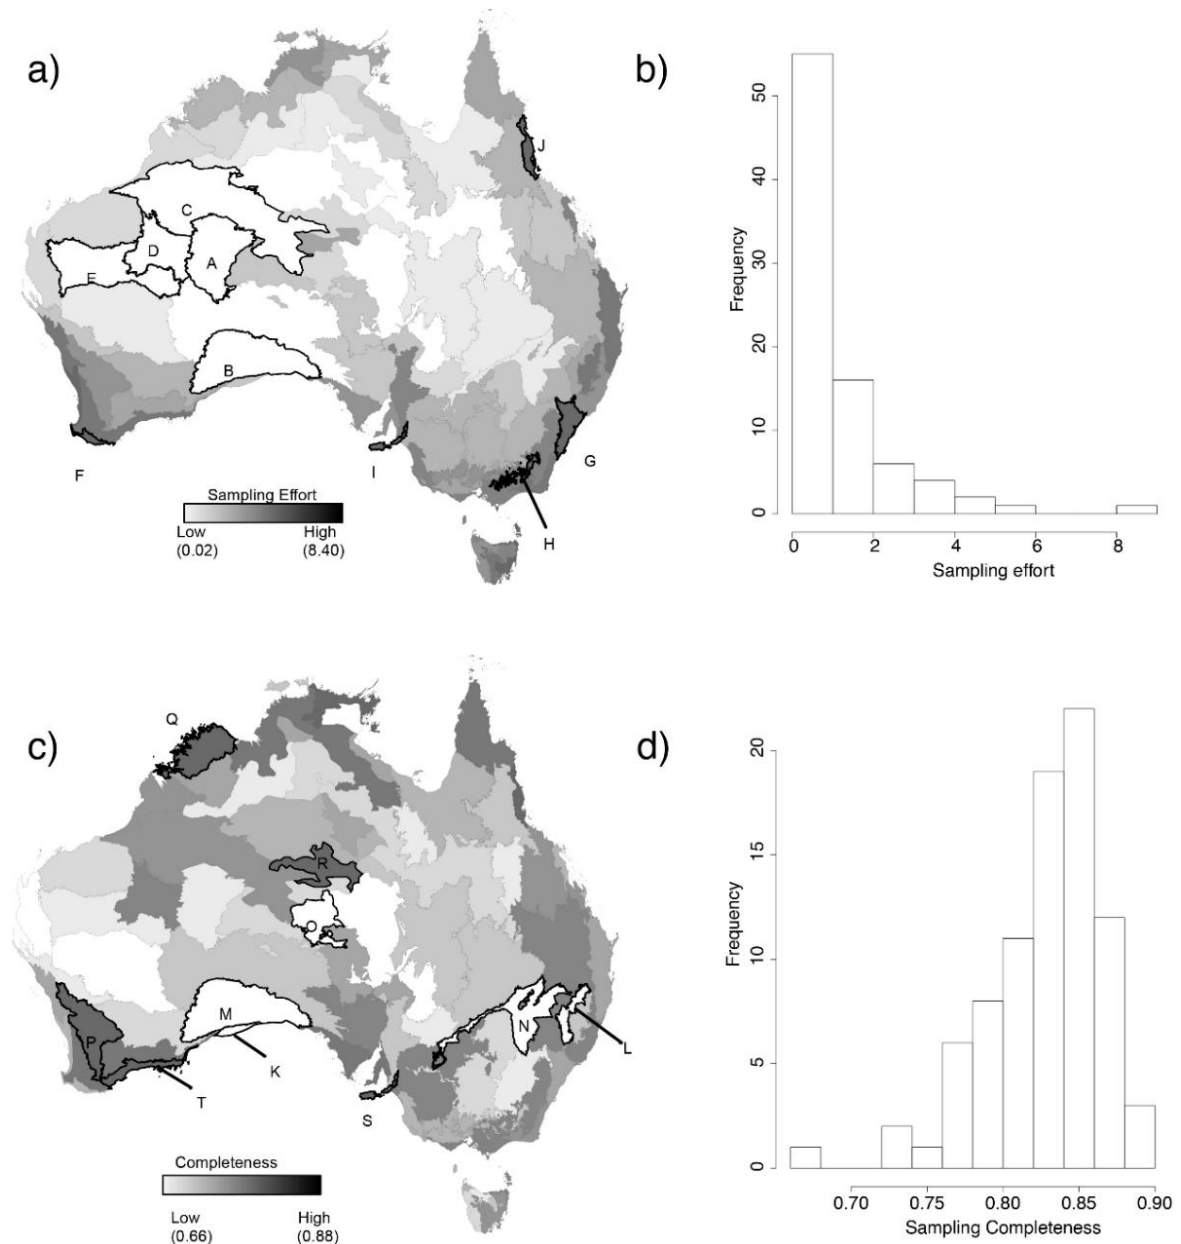 a)
b)
J
C
D
A
E
B
F
I
G
H
Sampling Effort
Low
High
(0.02)
(8.40)
Frequency
50
40
30
20
10
0
0 2 4 6 8
Sampling effort
c)
d)
Q
R
O
M
N
P
L
K
T
S
Completeness
Low
High
(0.66)
(0.88)
Frequency
20
15
10
5
0
0.70 0.75 0.80 0.85 0.90
Sampling Completeness